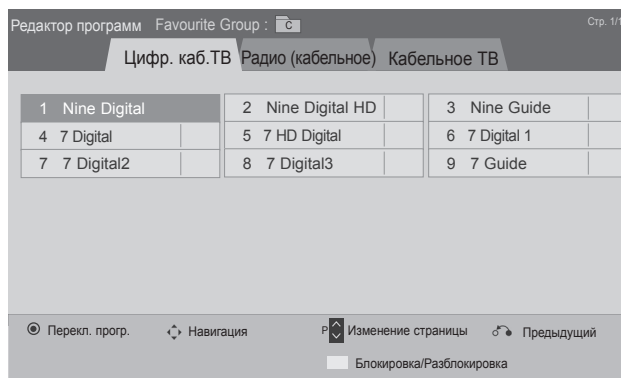 Редактор программ Favourite Group : C Стр. 1/1
Цифр. каб.ТВ Радио (кабельное) Кабельное ТВ
1 Nine Digital 2 Nine Digital HD 3 Nine Guide
4 7 Digital 5 7 HD Digital 6 7 Digital 1
7 7 Digital2 8 7 Digital3 9 7 Guide
Перекл. прогр. Навигация P Изменение страницы Предыдущий
Блокировка/Разблокировка